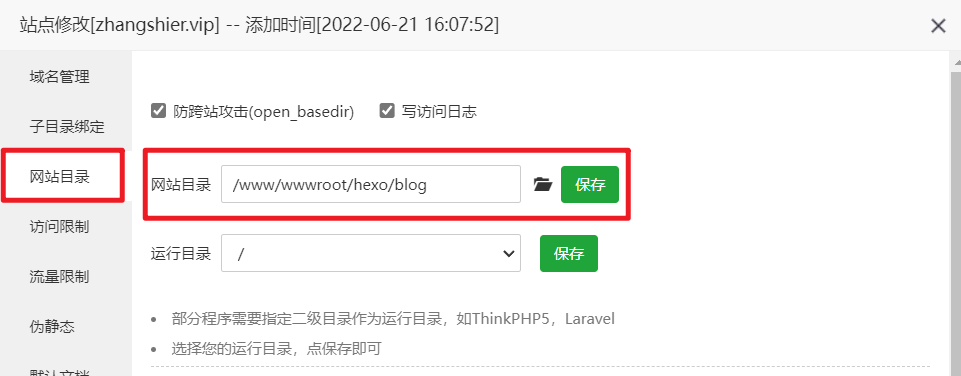 站点修改[zhangshier.vip] -- 添加时间[2022-06-21 16:07:52]
域名管理
子目录绑定
网站目录
访问限制
流量限制
伪静态
默认文档
防跨站攻击(open_basedir) 写访问日志
网站目录 /www/wwwroot/hexo/blog 保存
运行目录 / 保存
部分程序需要指定二级目录作为运行目录，如ThinkPHP5，Laravel
选择您的运行目录，点保存即可